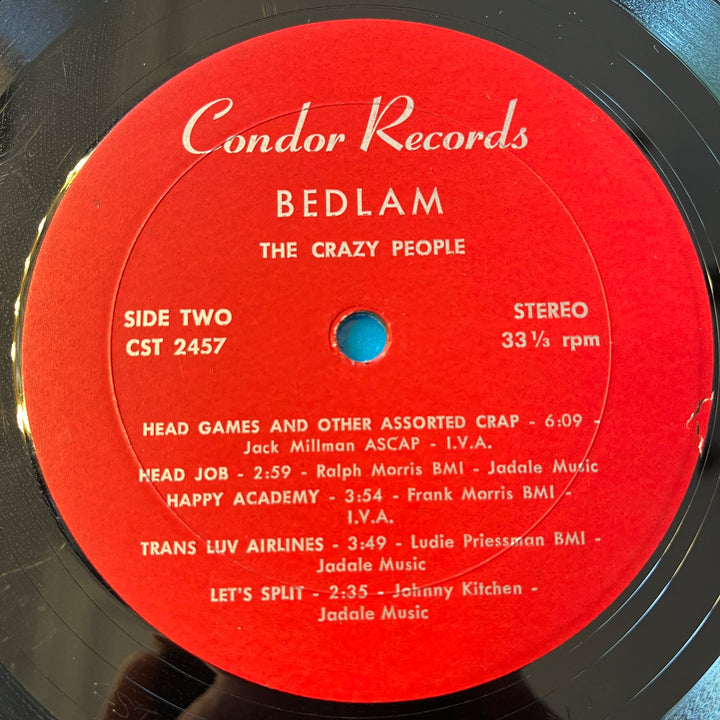 Condor Records
BEDLAM
THE CRAZY PEOPLE
SIDE TWO
CST 2457
STEREO
33 ⅓ rpm
HEAD GAMES AND OTHER ASSORTED CRAP - 6:09 -
Jack Millman ASCAP - I.V.A.
HEAD JOB - 2:59 - Ralph Morris BMI - Jadale Music
HAPPY ACADEMY - 3:54 - Frank Morris BMI -
I.V.A.
TRANS LUV AIRLINES - 3:49 - Ludie Priessman BMI -
Jadale Music
LET'S SPLIT - 2:35 - Johnny Kitchen -
Jadale Music